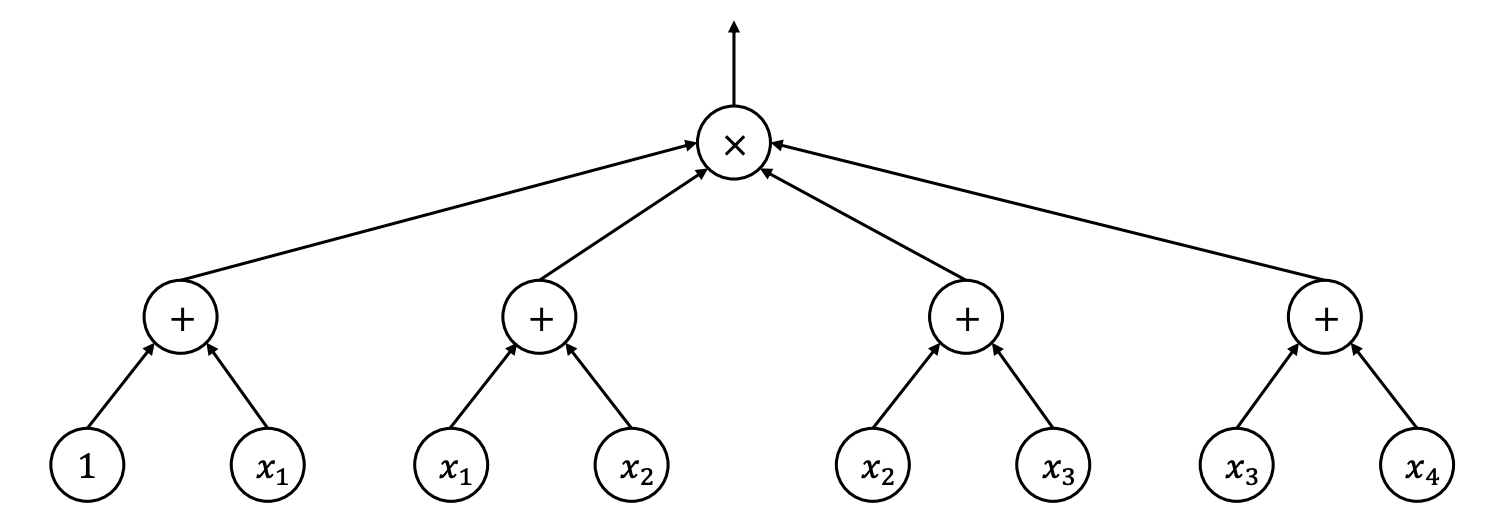 ×
+ + + +
1 x₁ x₁ x₂ x₂ x₃ x₃ x₄